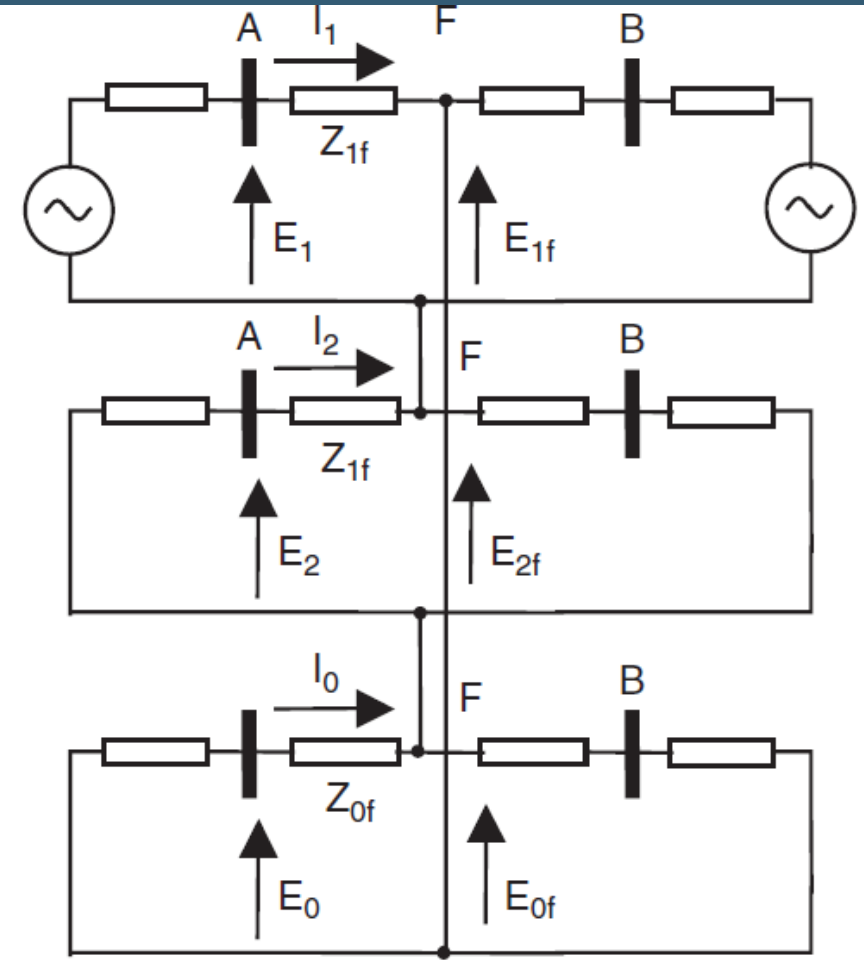 A I₁ F B
Z₁f
E₁ E₁f
A I₂ F B
Z₁f
E₂ E₂f
A I₀ F B
Z₀f
E₀ E₀f